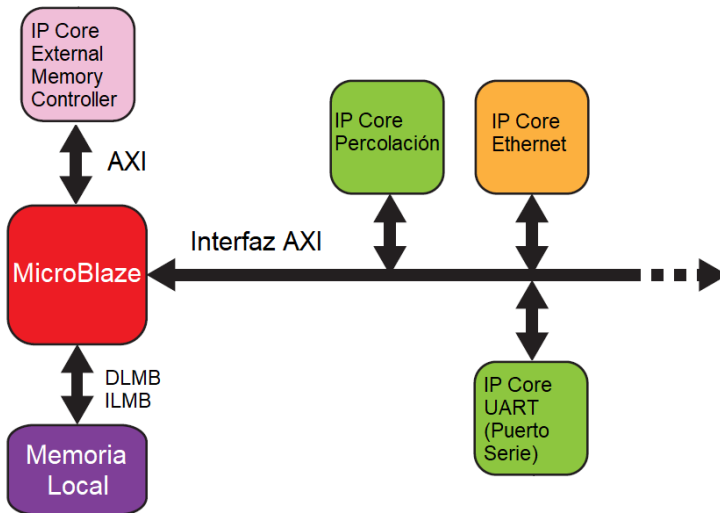 IP Core
External
Memory
Controller
AXI
IP Core
Percolación
IP Core
Ethernet
Interfaz AXI
MicroBlaze
DLMB
ILMB
IP Core
UART
(Puerto
Serie)
Memoria
Local